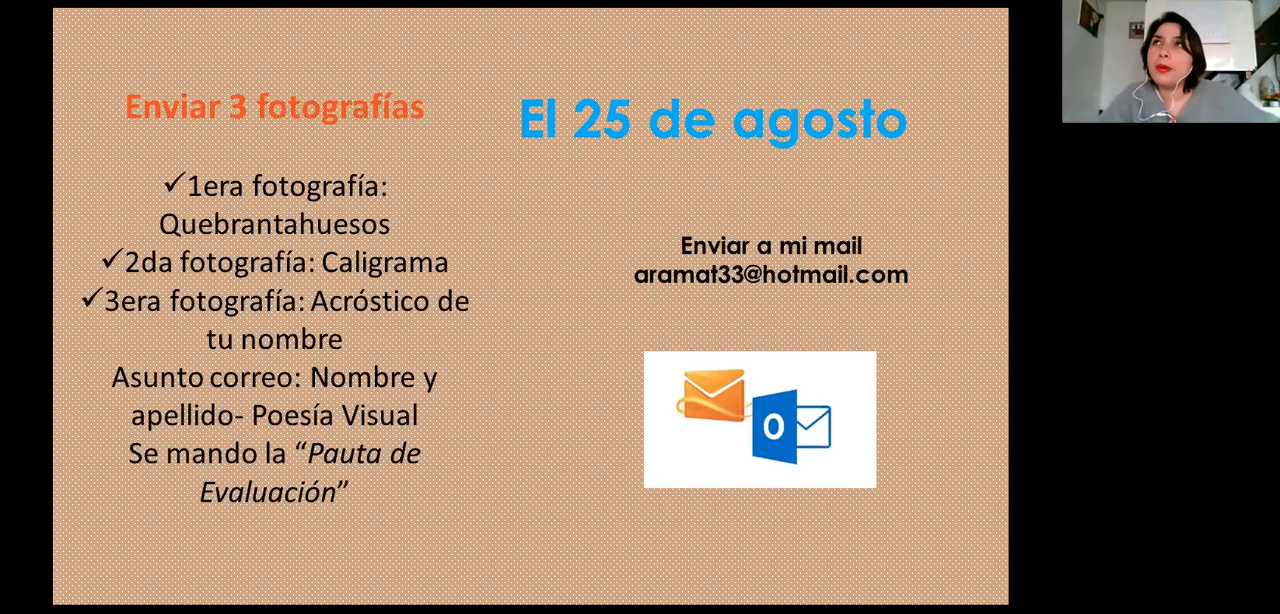 Enviar 3 fotografías
✓1era fotografía:
Quebrantahuesos
✓2da fotografía: Caligrama
✓3era fotografía: Acróstico de
tu nombre
Asunto correo: Nombre y
apellido- Poesía Visual
Se mando la “Pauta de
Evaluación”
El 25 de agosto
Enviar a mi mail
aramat33@hotmail.com
O